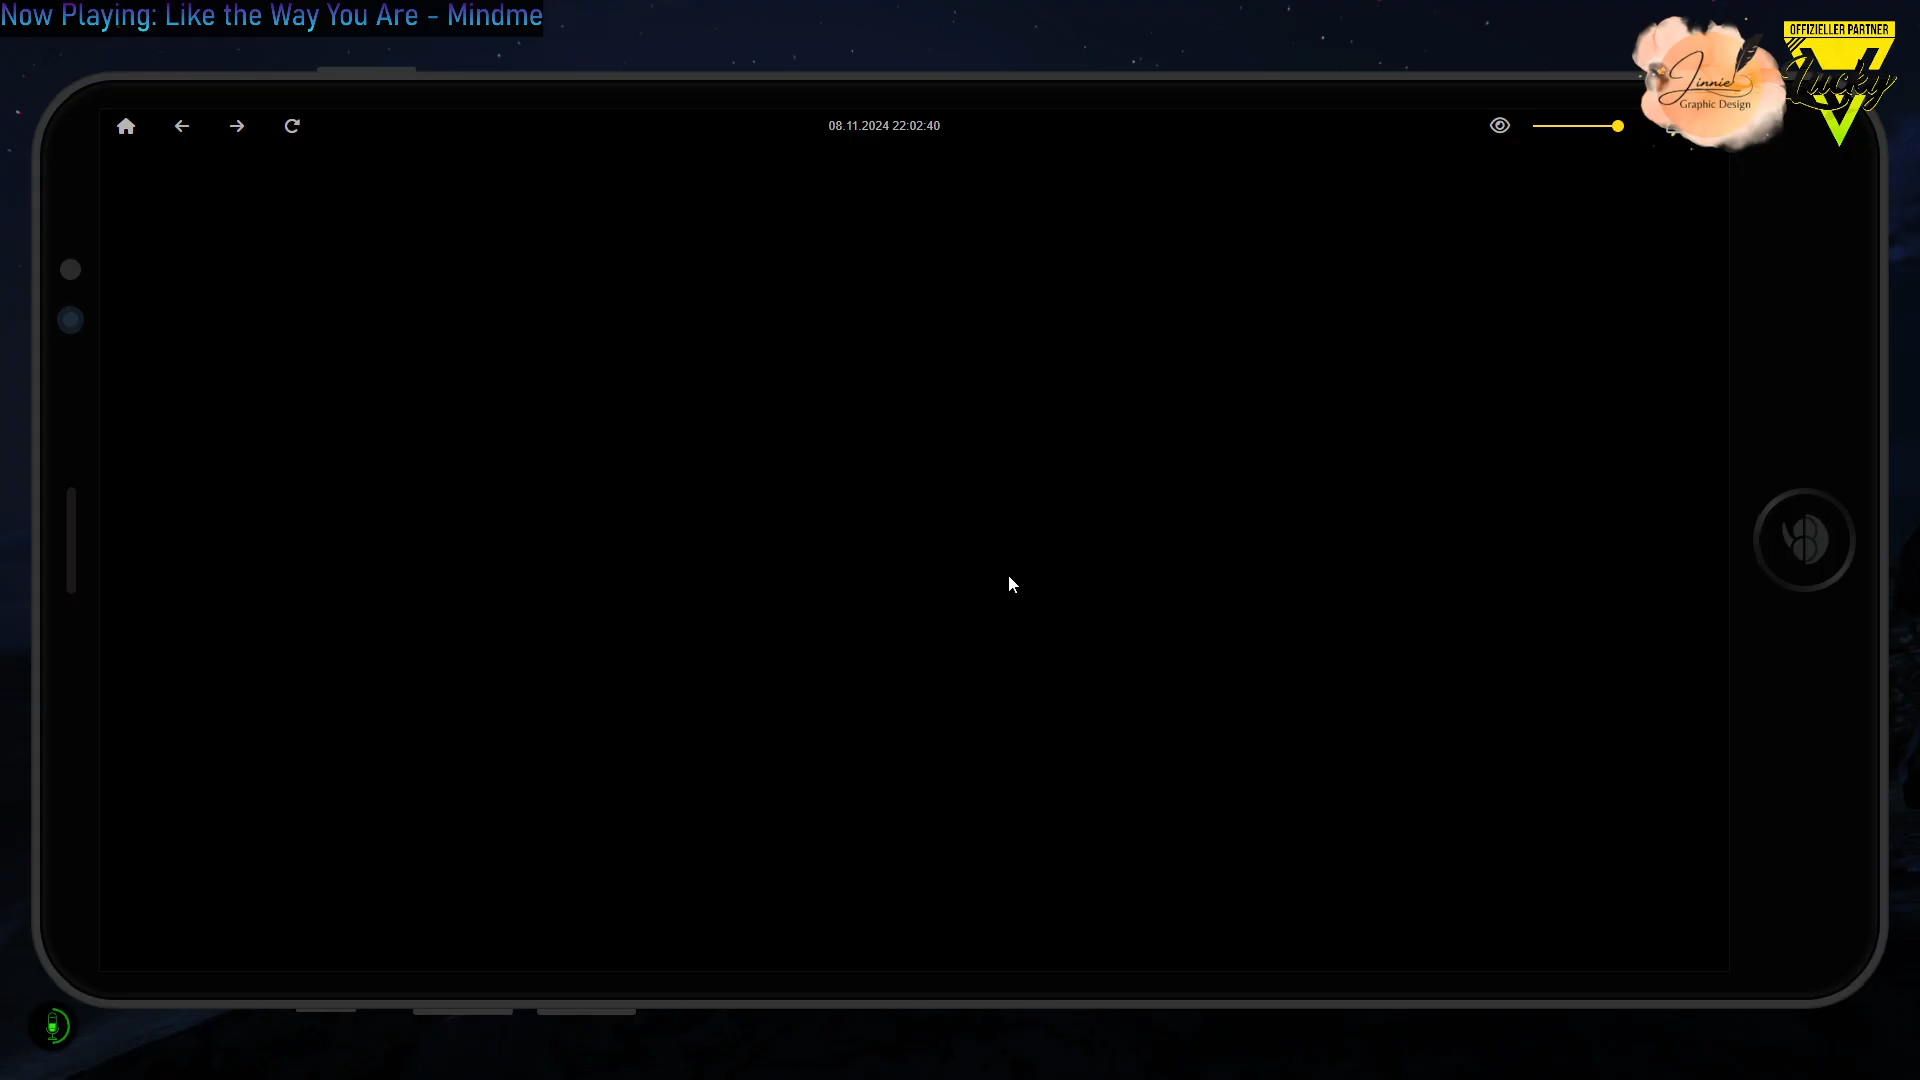 Now Playing: Like the Way You Are - Mindme
OFFIZIELLER PARTNER
Jinnie
Graphic Design
Lucky
08.11.2024 22:02:40